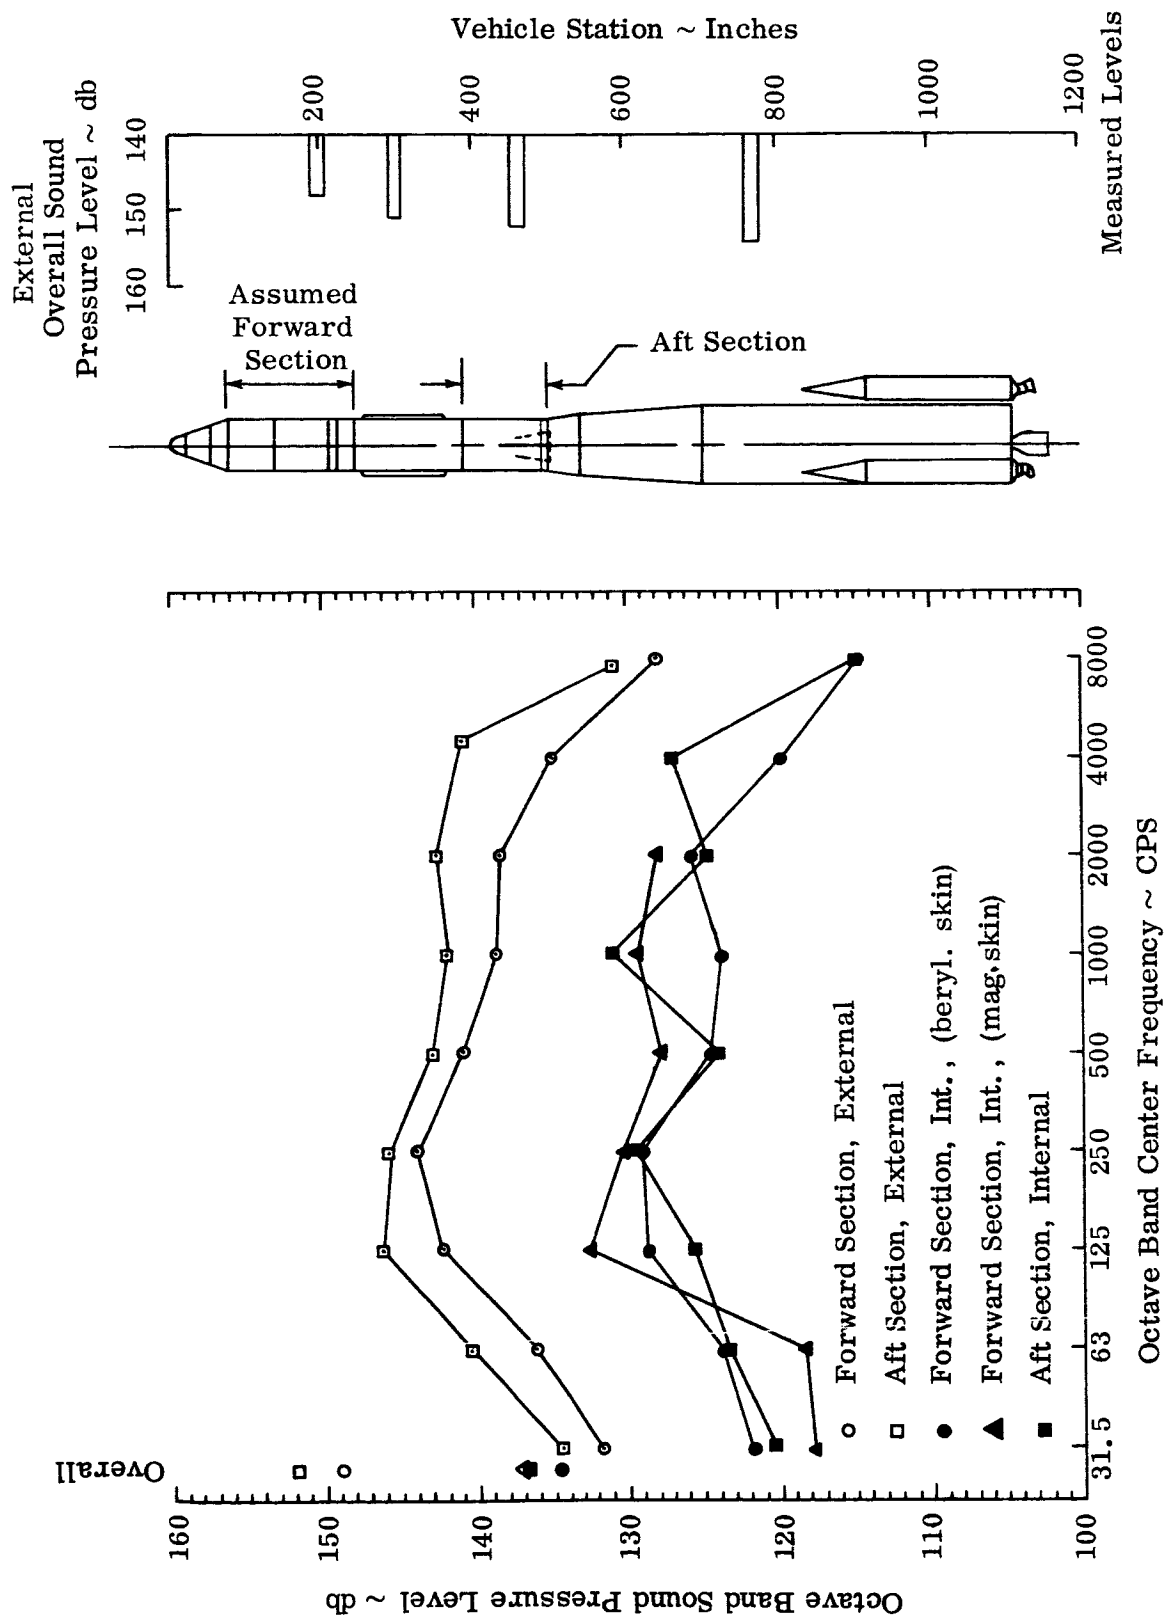 External
Overall Sound
Pressure Level ~ db
160
150
140
Vehicle Station ~ Inches
200
400
600
800
1000
1200
Measured Levels
Assumed
Forward
Section
Aft Section
Octave Band Sound Pressure Level ~ db
160
150
140
130
120
110
100
Overall
31.5
63
125
250
500
1000
2000
4000
8000
Octave Band Center Frequency ~ CPS
Forward Section, External
Aft Section, External
Forward Section, Int., (beryl. skin)
Forward Section, Int., (mag. skin)
Aft Section, Internal